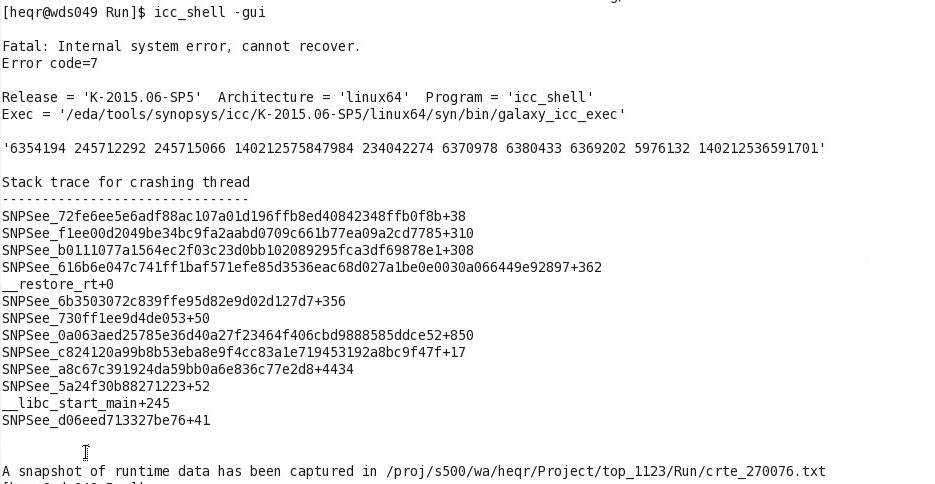 [heqr@wds049 Run]$ icc_shell -gui
Fatal: Internal system error, cannot recover.
Error code=7
Release = 'K-2015.06-SP5'  Architecture = 'linux64'  Program = 'icc_shell'
Exec = '/eda/tools/synopsys/icc/K-2015.06-SP5/linux64/syn/bin/galaxy_icc_exec'
'6354194 245712292 245715066 140212575847984 234042274 6370978 6380433 6369202 5976132 140212536591701'
Stack trace for crashing thread
-------------------------------
SNPSee_72fe6ee5e6adf88ac107a01d196ffb8ed40842348ffb0f8b+38
SNPSee_f1ee00d2049be34bc9fa2aabd0709c661b77ea09a2cd7785+310
SNPSee_b0111077a1564ec2f03c23d0bb102089295fca3df69878e1+308
SNPSee_616b6e047c741ff1baf571efe85d3536eac68d027a1be0e0030a066449e92897+362
__restore_rt+0
SNPSee_6b3503072c839ffe95d82e9d02d127d7+356
SNPSee_730ff1ee9d4de053+50
SNPSee_0a063aed25785e36d40a27f23464f406cbd9888585ddce52+850
SNPSee_c824120a99b8b53eba8e9f4cc83a1e719453192a8bc9f47f+17
SNPSee_a8c67c391924da59bb0a6e836c77e2d8+4434
SNPSee_5a24f30b88271223+52
__libc_start_main+245
SNPSee_d06eed713327be76+41
A snapshot of runtime data has been captured in /proj/s500/wa/heqr/Project/top_1123/Run/crte_270076.txt